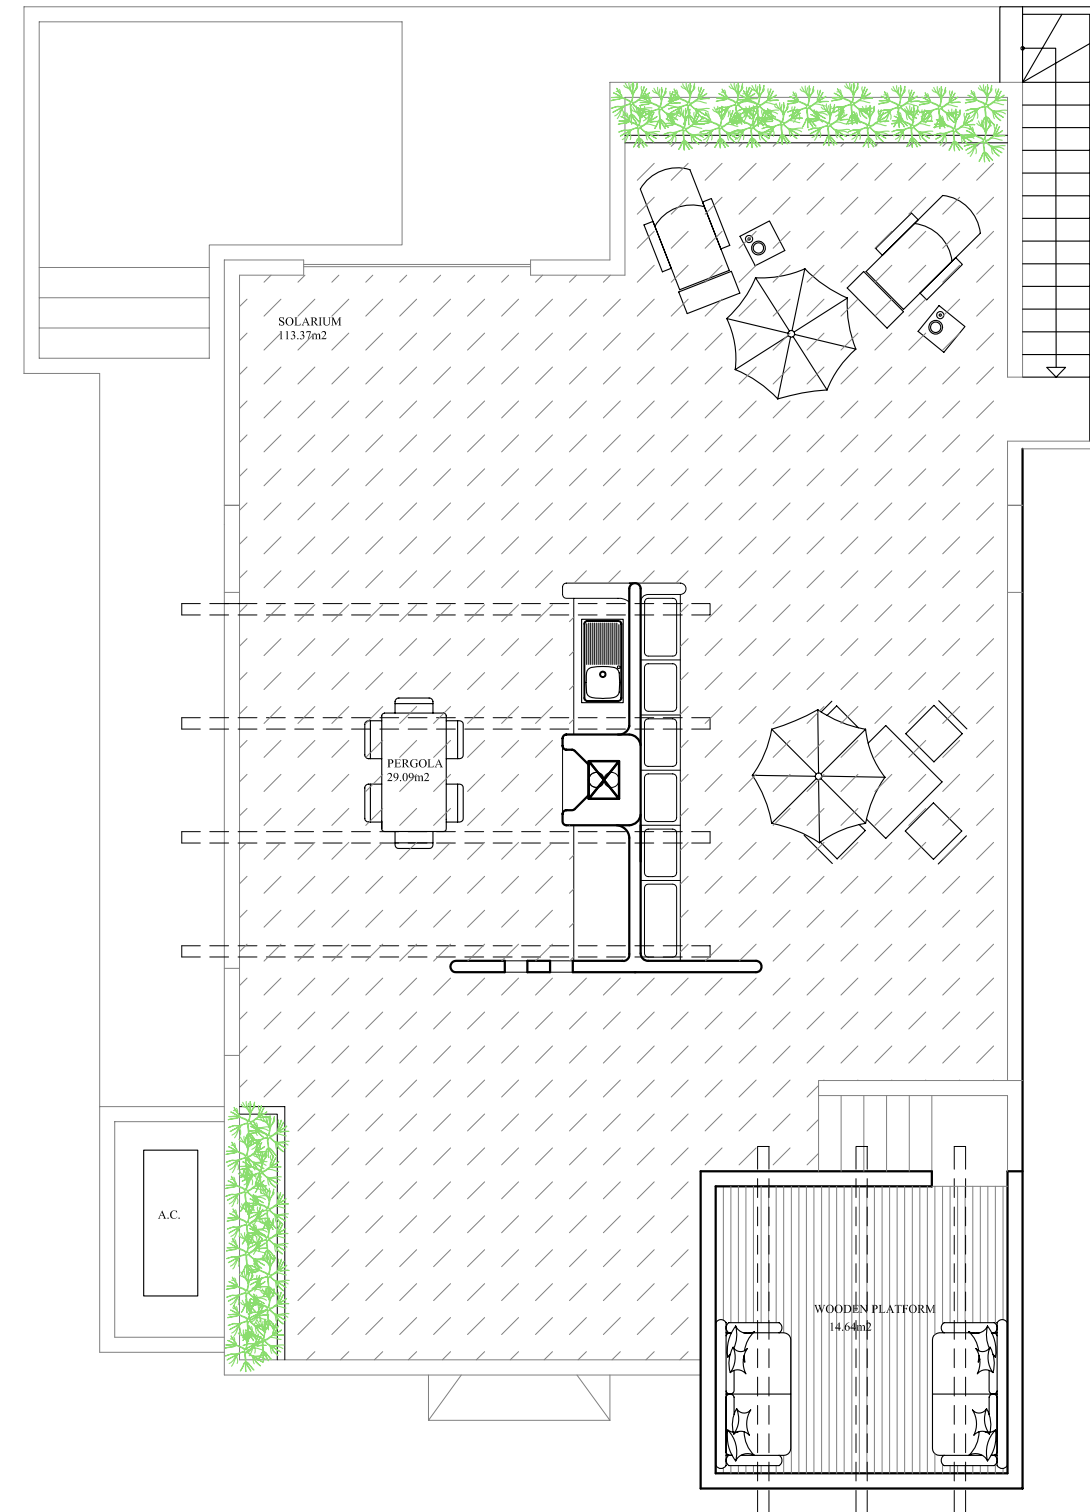 SOLARIUM
113.37m2
PERGOLA
29.09m2
A.C.
WOODEN PLATFORM
14.64m2